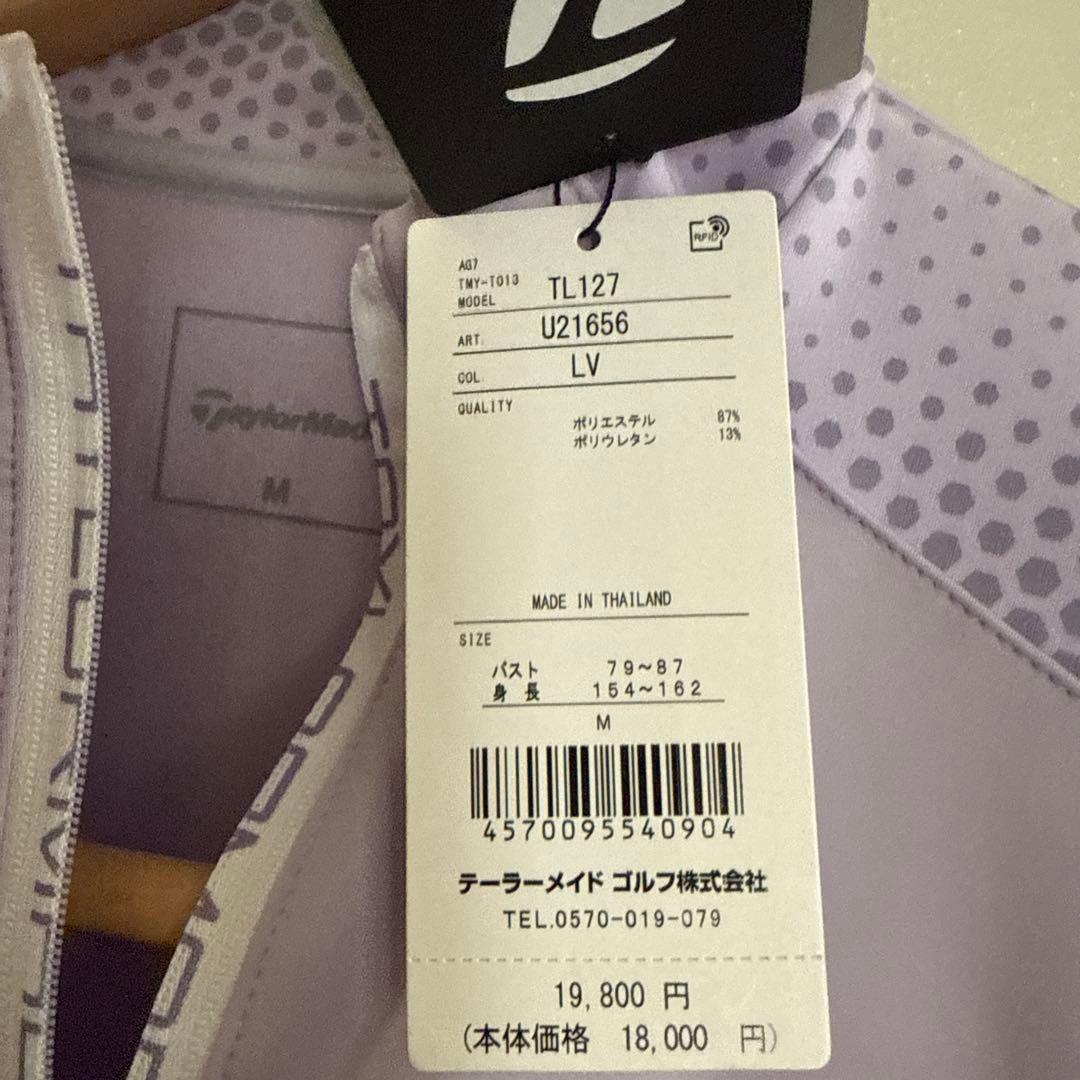 RFID
AG7
TMY-T013
MODEL TL127
ART. U21656
COL. LV
QUALITY
ポリエステル 87%
ポリウレタン 13%
MADE IN THAILAND
SIZE
バスト 79~87
身長 154~162
M
4570095540904
テーラーメイド ゴルフ株式会社
TEL.0570-019-079
19,800 円
(本体価格 18,000 円)
TaylorMad
M